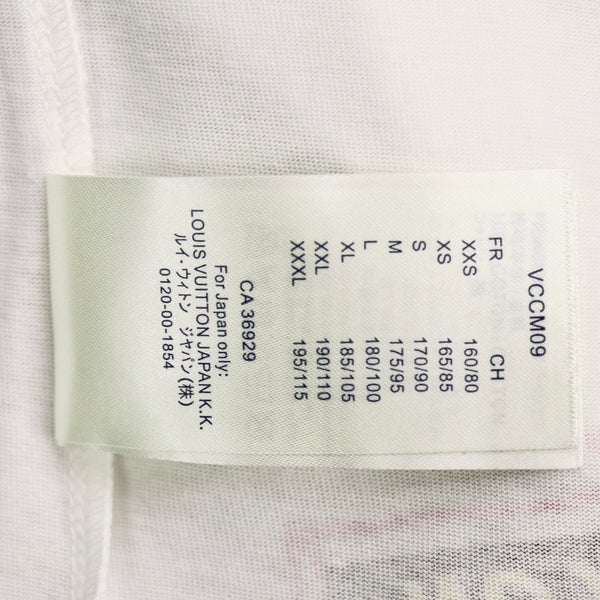 VCCM09
FR CH
XXS 160/80
XS 165/85
S 170/90
M 175/95
L 180/100
XL 185/105
XXL 190/110
XXXL 195/115
CA 36929
For Japan only:
LOUIS VUITTON JAPAN K.K.
ルイ・ヴィトン ジャパン(株)
0120-00-1854